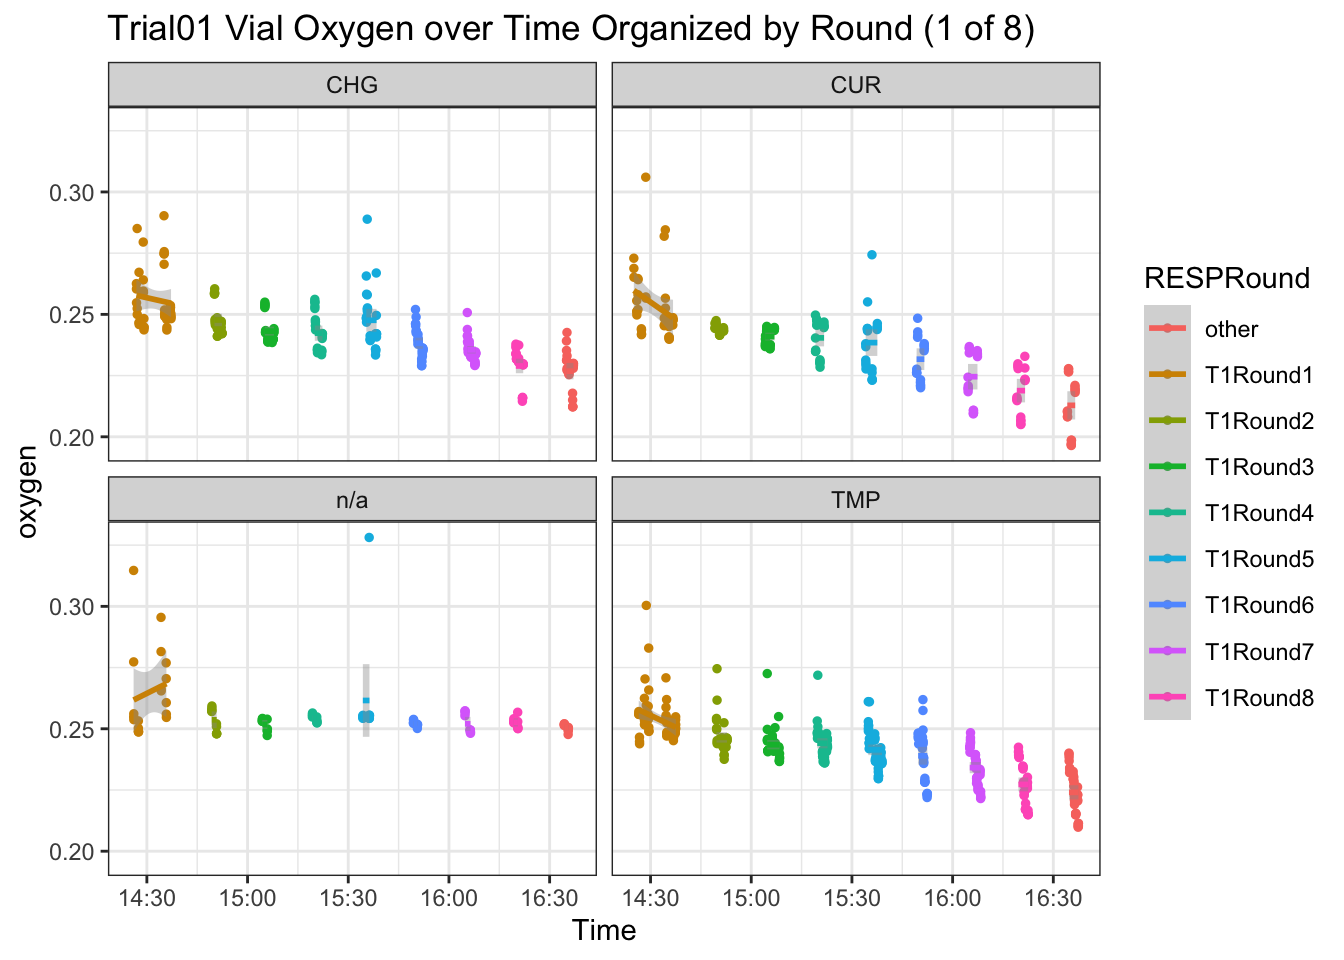 Trial01 Vial Oxygen over Time Organized by Round (1 of 8)
CHG
CUR
0.30
0.25
0.20
n/a
TMP
0.30
0.25
0.20
14:30 15:00 15:30 16:00 16:30
14:30 15:00 15:30 16:00 16:30
Time
oxygen
RESPRound
other
T1Round1
T1Round2
T1Round3
T1Round4
T1Round5
T1Round6
T1Round7
T1Round8